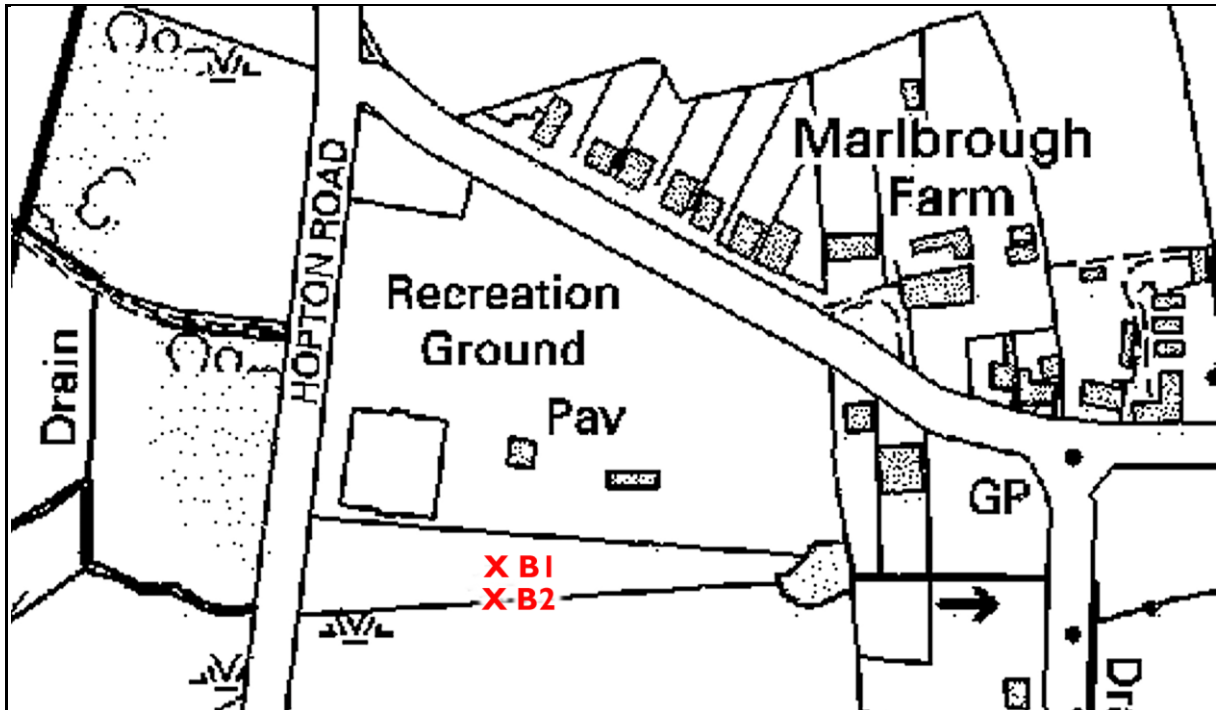 Marlbrough
Farm
HOPTON ROAD
Recreation
Ground
Drain
Pav
GP
X B1
X B2